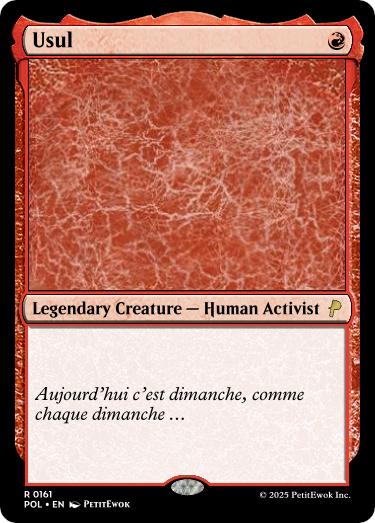 Usul
Legendary Creature — Human Activist
Aujourd'hui c'est dimanche, comme
chaque dimanche …
R 0161
POL • EN PETITEWOK
© 2025 PetitEwok Inc.